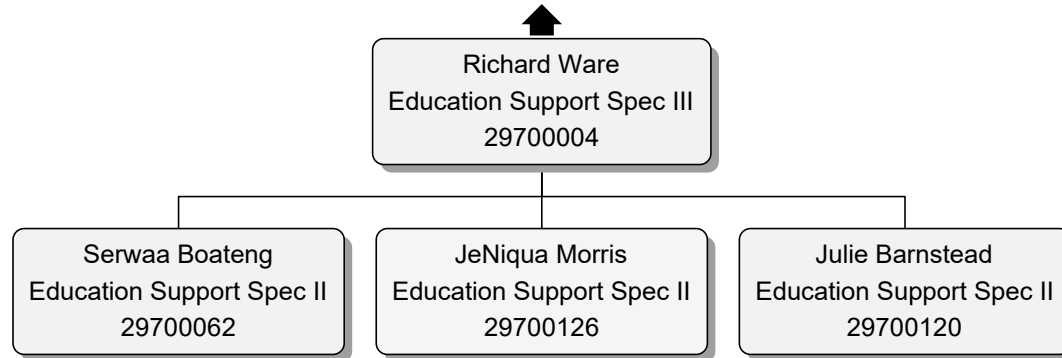 Richard Ware
Education Support Spec III
29700004
Serwaa Boateng
Education Support Spec II
29700062
JeNiqua Morris
Education Support Spec II
29700126
Julie Barnstead
Education Support Spec II
29700120